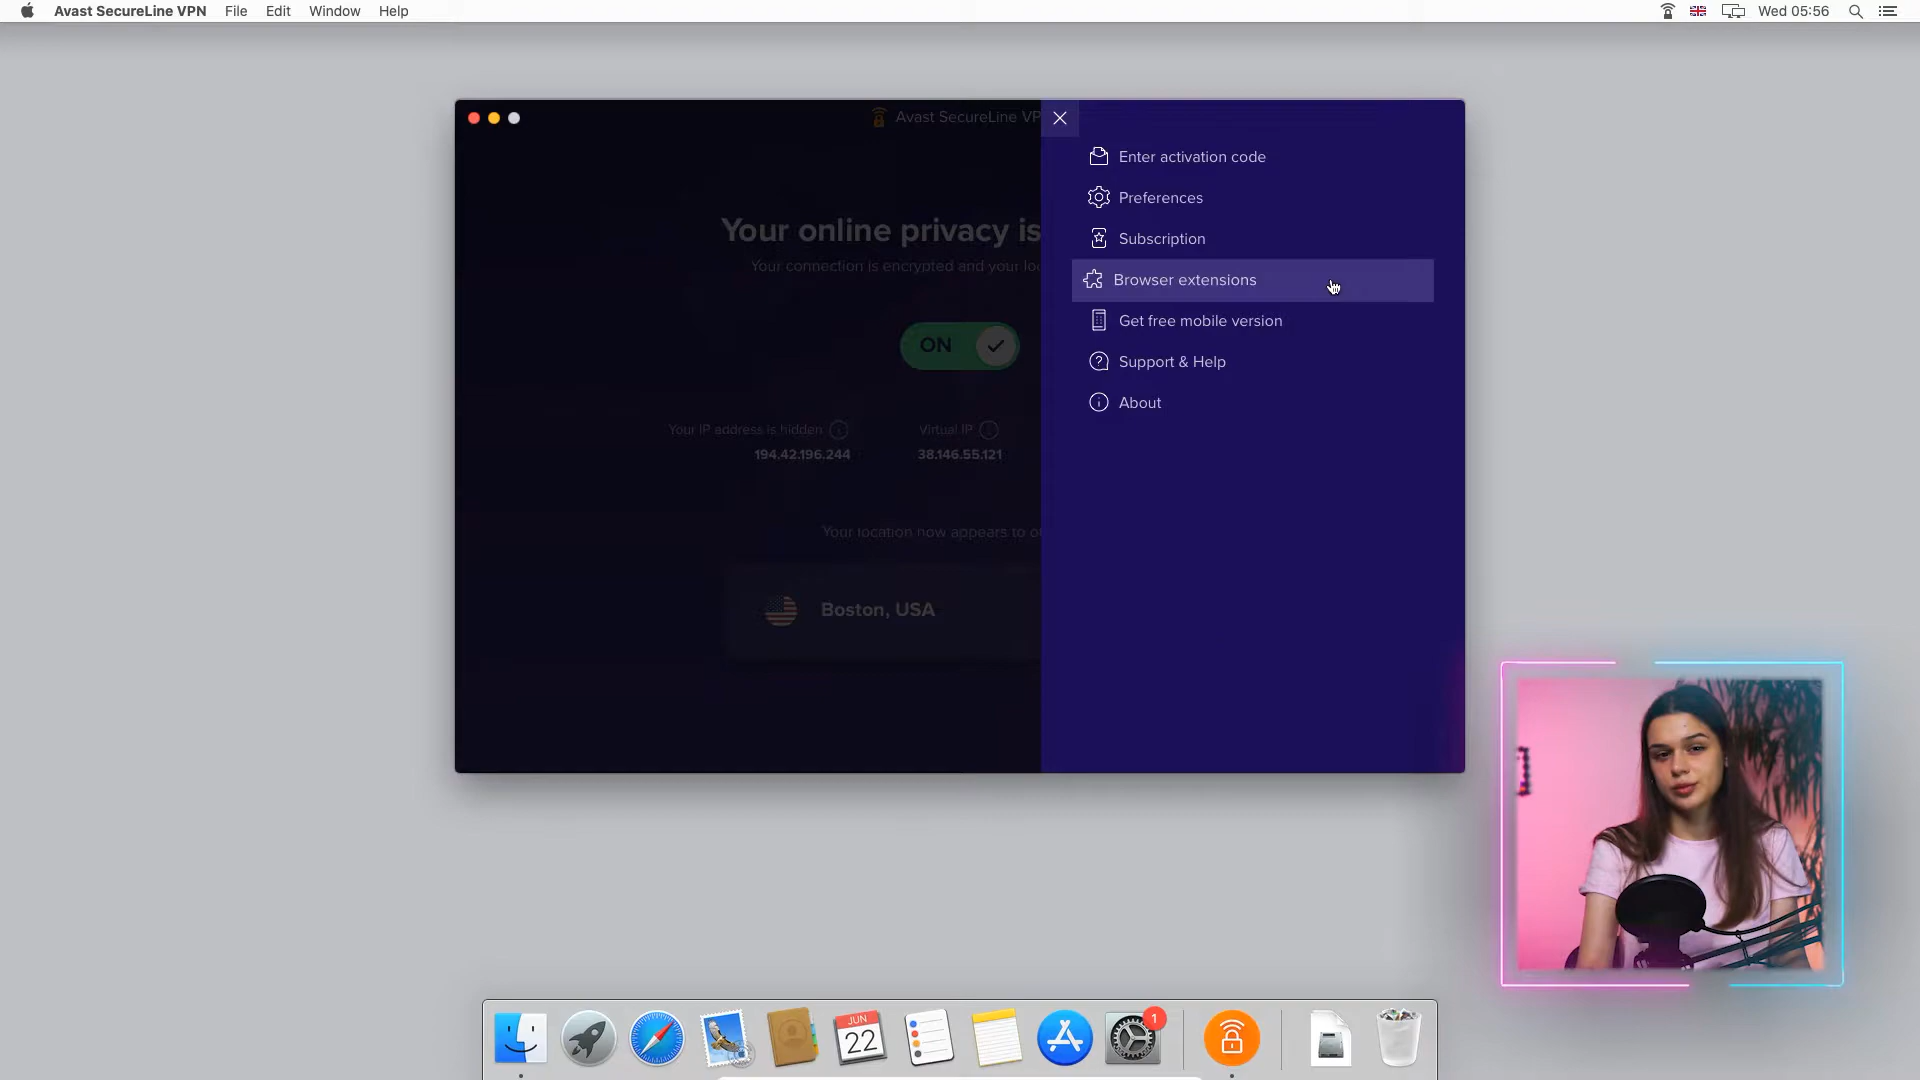 Avast SecureLine VPN File Edit Window Help Wed 05:56
Avast SecureLine VP
Enter activation code
Preferences
Subscription
Browser extensions
Get free mobile version
Support & Help
About
Your online privacy is
Your connection is encrypted and your loc
ON
Your IP address is hidden
194.42.196.244
Virtual IP
38.146.55.121
Your location now appears to o
Boston, USA
JUN
22
1